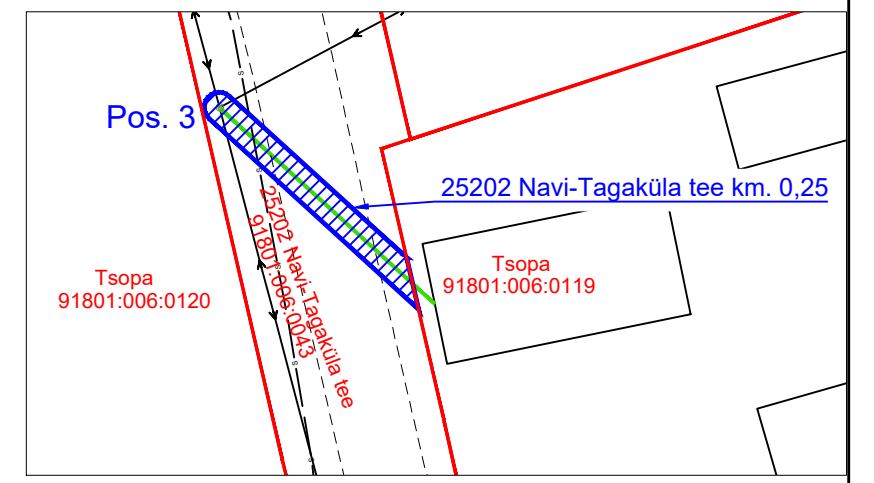 Pos. 3
25202 Navi-Tagaküla tee km. 0,25
25202 Navi-Tagaküla tee
91801:006:0043
Tsopa
91801:006:0120
Tsopa
91801:006:0119
s
s
s
s